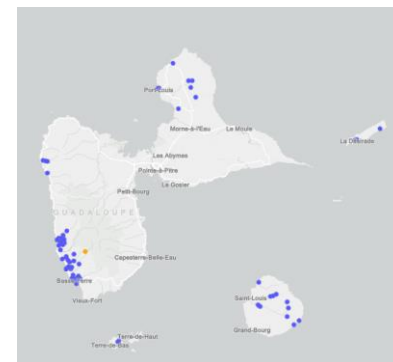 Port-Louis
Morne-à-l'Eau
Le Moule
La Désirade
Les Abymes
Pointe-à-Pitre
Le Gosier
Petit-Bourg
GUADELOUPE
Capesterre-Belle-Eau
Saint-Louis
Basse-Terre
Vieux-Fort
Grand-Bourg
Terre-de-Haut
Terre-de-Bas